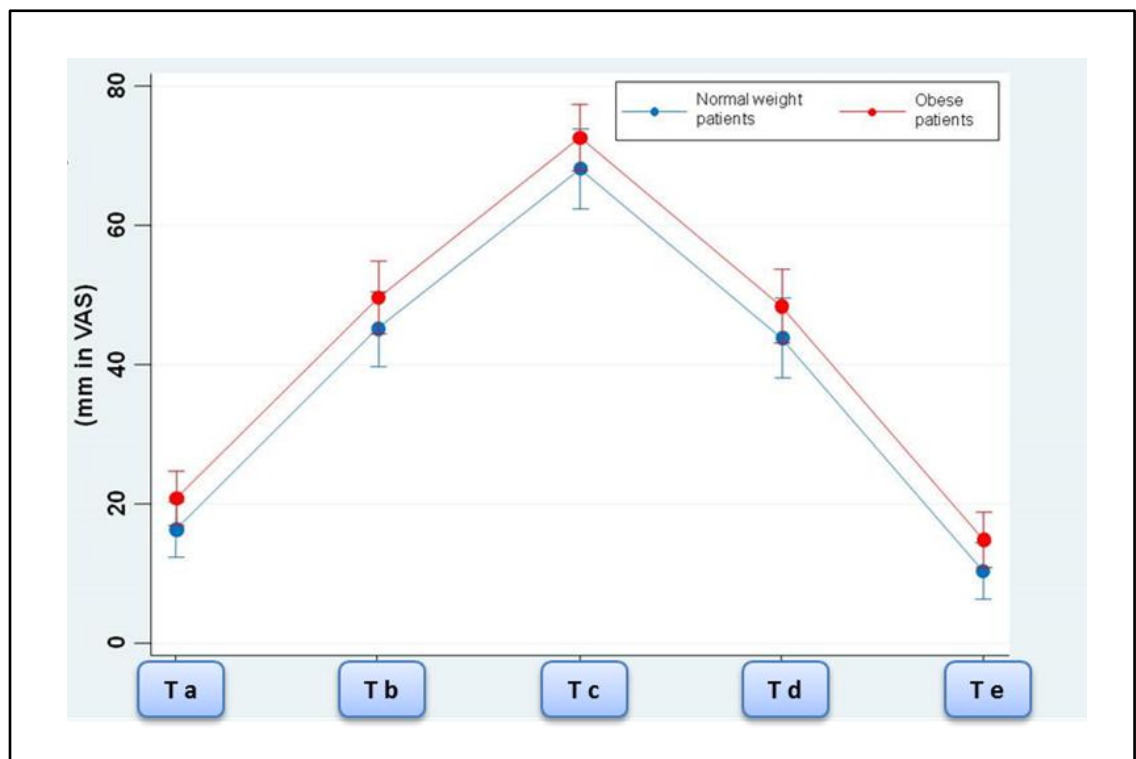 80
60
40
20
0
(mm in VAS)
Normal weight
patients
Obese
patients
T a
T b
T c
T d
T e